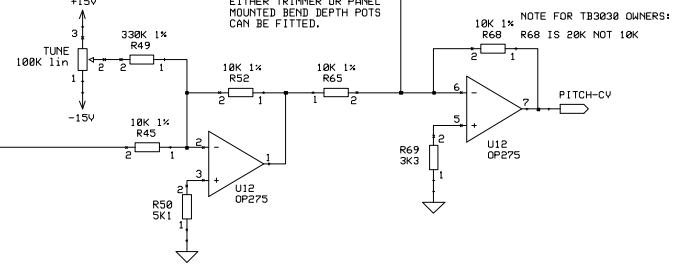 +15V
EITHER TRIMMER OR PANEL
MOUNTED BEND DEPTH POTS
CAN BE FITTED.
3
TUNE
100K lin
2
1
-15V
330K 1%
R49
2
1
10K 1%
R52
2
1
10K 1%
R65
1
2
10K 1%
R68
2
1
NOTE FOR TB3030 OWNERS:
R68 IS 20K NOT 10K
6
-
5
+
7
PITCH-CV
U12
OP275
R69
3K3
2
1
10K 1%
R45
2
1
2
-
3
+
1
U12
OP275
R50
5K1
2
1